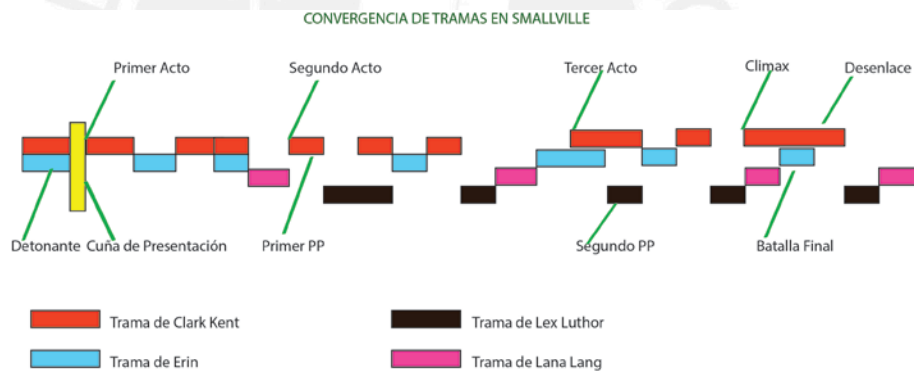 CONVERGENCIA DE TRAMAS EN SMALLVILLE
Primer Acto
Segundo Acto
Tercer Acto
Climax
Desenlace
Detonante
Cuña de Presentación
Primer PP
Segundo PP
Batalla Final
Trama de Clark Kent
Trama de Lex Luthor
Trama de Erin
Trama de Lana Lang